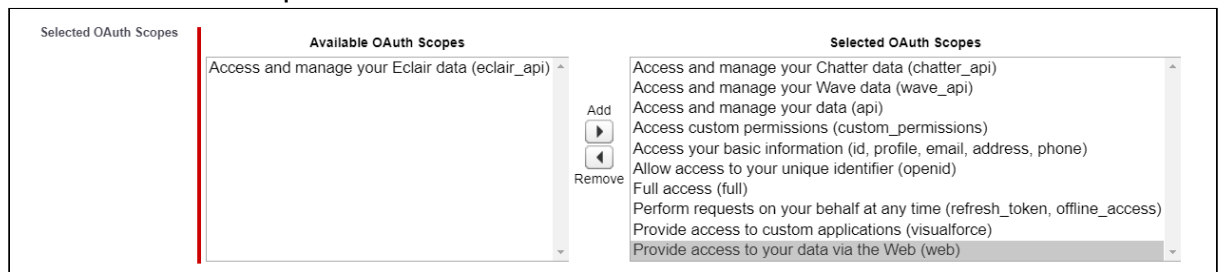 Selected OAuth Scopes
Available OAuth Scopes
Access and manage your Eclair data (eclair_api)
Add
Remove
Selected OAuth Scopes
Access and manage your Chatter data (chatter_api)
Access and manage your Wave data (wave_api)
Access and manage your data (api)
Access custom permissions (custom_permissions)
Access your basic information (id, profile, email, address, phone)
Allow access to your unique identifier (openid)
Full access (full)
Perform requests on your behalf at any time (refresh_token, offline_access)
Provide access to custom applications (visualforce)
Provide access to your data via the Web (web)